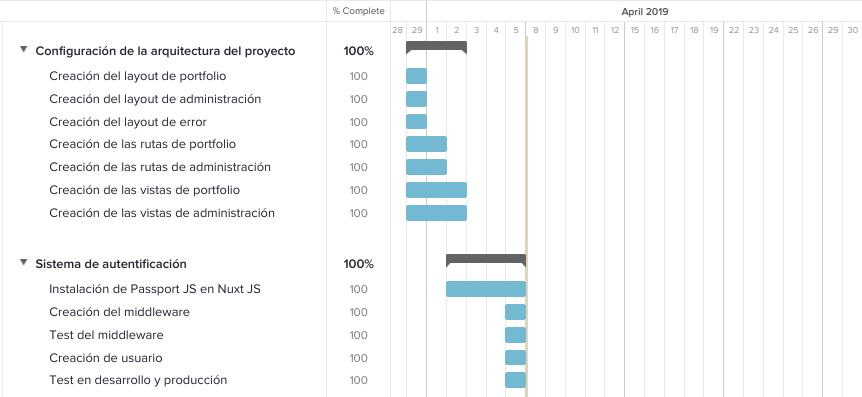 % Complete
April 2019
28 29 1 2 3 4 5 8 9 10 11 12 15 16 17 18 19 22 23 24 25 26 29 30
Configuración de la arquitectura del proyecto 100%
Creación del layout de portfolio 100
Creación del layout de administración 100
Creación del layout de error 100
Creación de las rutas de portfolio 100
Creación de las rutas de administración 100
Creación de las vistas de portfolio 100
Creación de las vistas de administración 100
Sistema de autentificación 100%
Instalación de Passport JS en Nuxt JS 100
Creación del middleware 100
Test del middleware 100
Creación de usuario 100
Test en desarrollo y producción 100